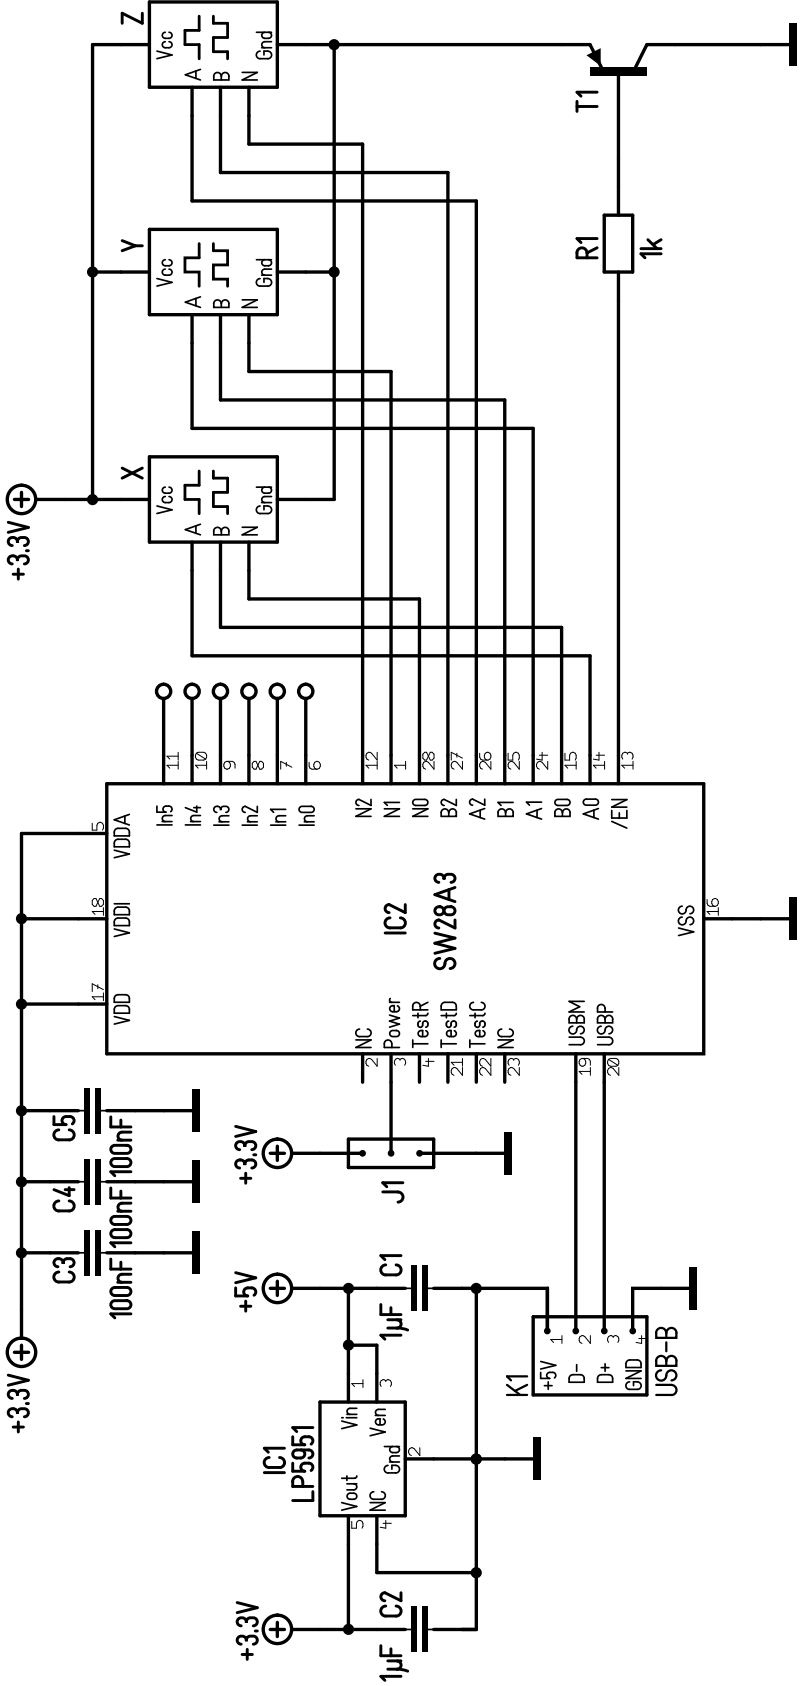 +3.3V
C3
100nF
C4
100nF
C5
100nF
17
18
5
VDD
VDDI
VDDA
+3.3V
X
Vcc
A
B
N
Gnd
Y
Vcc
A
B
N
Gnd
Z
Vcc
A
B
N
Gnd
In5
11
In4
10
In3
9
In2
8
In1
7
In0
6
N2
12
N1
1
N0
28
B2
27
A2
26
B1
25
A1
24
B0
15
A0
14
/EN
13
IC2
SW28A3
NC
2
Power
3
TestR
4
TestD
21
TestC
22
NC
23
USBM
19
USBP
20
VSS
16
+3.3V
J1
+3.3V
C2
1µF
IC1
LP5951
Vout
5
Vin
1
NC
4
Ven
3
Gnd
2
+5V
C1
1µF
K1
+5V
1
D-
2
D+
3
GND
4
USB-B
R1
1k
T1